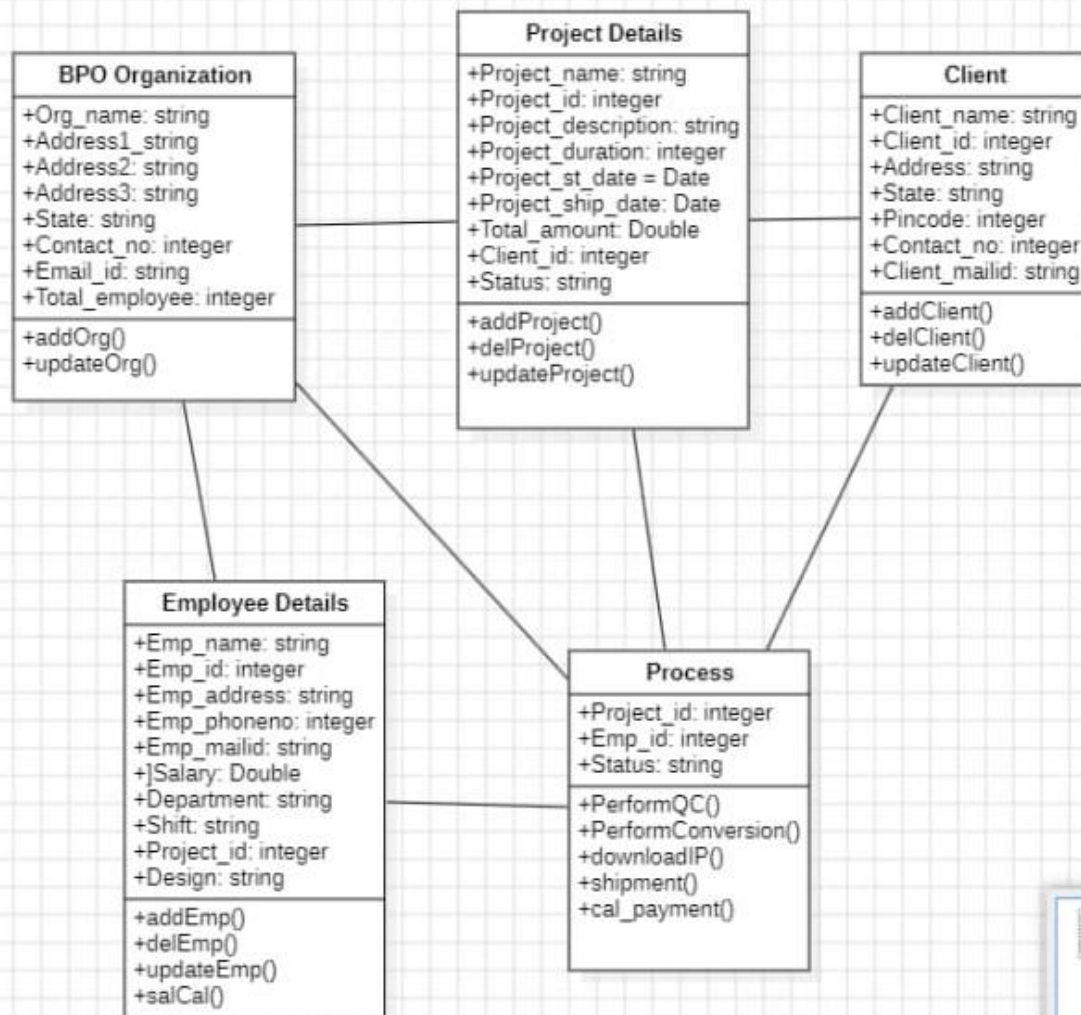 BPO Organization
+Org_name: string
+Address1_string
+Address2: string
+Address3: string
+State: string
+Contact_no: integer
+Email_id: string
+Total_employee: integer
+addOrg()
+updateOrg()
Project Details
+Project_name: string
+Project_id: integer
+Project_description: string
+Project_duration: integer
+Project_st_date = Date
+Project_ship_date: Date
+Total_amount: Double
+Client_id: integer
+Status: string
+addProject()
+delProject()
+updateProject()
Client
+Client_name: string
+Client_id: integer
+Address: string
+State: string
+Pincode: integer
+Contact_no: integer
+Client_mailid: string
+addClient()
+delClient()
+updateClient()
Employee Details
+Emp_name: string
+Emp_id: integer
+Emp_address: string
+Emp_phoneno: integer
+Emp_mailid: string
+]Salary: Double
+Department: string
+Shift: string
+Project_id: integer
+Design: string
+addEmp()
+delEmp()
+updateEmp()
+salCal()
Process
+Project_id: integer
+Emp_id: integer
+Status: string
+PerformQC()
+PerformConversion()
+downloadIP()
+shipment()
+cal_payment()